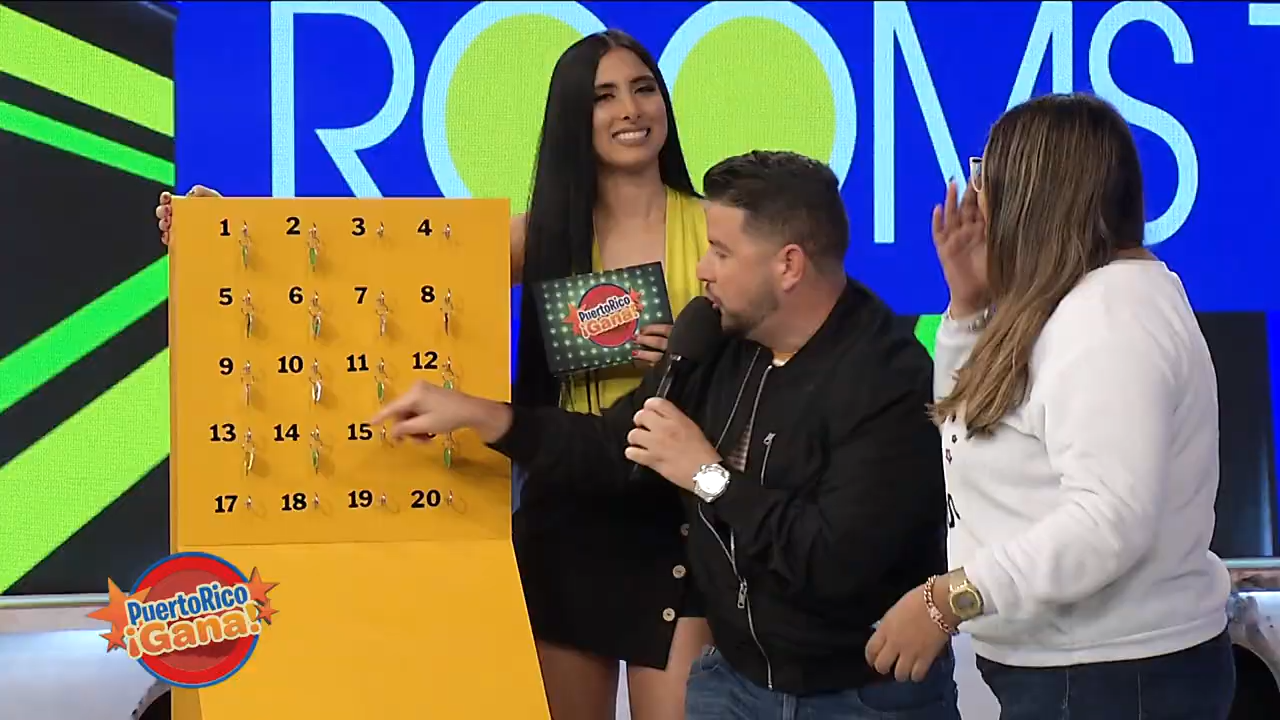 ROOMS T
1 2 3 4
5 6 7 8
9 10 11 12
13 14 15
17 18 19 20
PuertoRico
¡Gana!
PuertoRico
¡Gana!